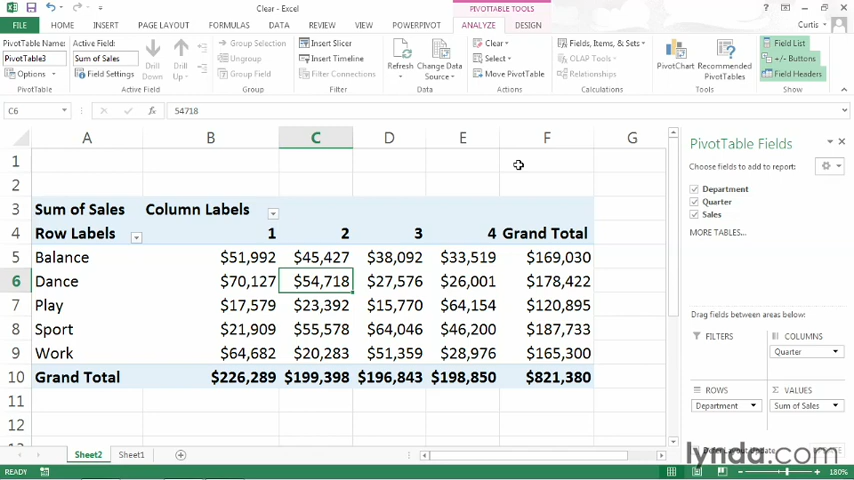 Clear - Excel
PIVOTTABLE TOOLS
FILE HOME INSERT PAGE LAYOUT FORMULAS DATA REVIEW VIEW POWERPIVOT ANALYZE DESIGN Curtis
PivotTable Name: Active Field: Group Selection Insert Slicer Clear Fields, Items, & Sets Field List
PivotTable3 Sum of Sales Drill Down Drill Up Ungroup Insert Timeline Refresh Change Data Source Select OLAP Tools PivotChart Recommended PivotTables +/- Buttons
Options Field Settings Group Field Filter Connections Move PivotTable Relationships Field Headers
PivotTable Active Field Group Filter Data Actions Calculations Tools Show
C6 fx 54718
A B C D E F G
1
2
3 Sum of Sales Column Labels
4 Row Labels 1 2 3 4 Grand Total
5 Balance $51,992 $45,427 $38,092 $33,519 $169,030
6 Dance $70,127 $54,718 $27,576 $26,001 $178,422
7 Play $17,579 $23,392 $15,770 $64,154 $120,895
8 Sport $21,909 $55,578 $64,046 $46,200 $187,733
9 Work $64,682 $20,283 $51,359 $28,976 $165,300
10 Grand Total $226,289 $199,398 $196,843 $198,850 $821,380
11
12
PivotTable Fields
Choose fields to add to report:
Department
Quarter
Sales
MORE TABLES...
Drag fields between areas below:
FILTERS COLUMNS
Quarter
ROWS VALUES
Department Sum of Sales
Defer Layout Update
lynda.com
Sheet2 Sheet1
READY 180%